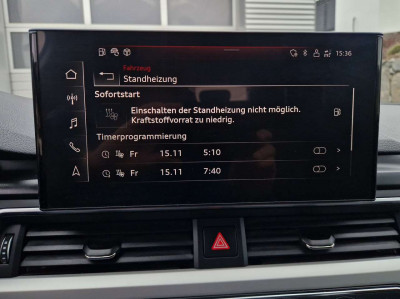 15:36
Fahrzeug
Standheizung
Sofortstart
Einschalten der Standheizung nicht möglich.
Kraftstoffvorrat zu niedrig.
Timerprogrammierung
Fr 15.11 5:10
Fr 15.11 7:40